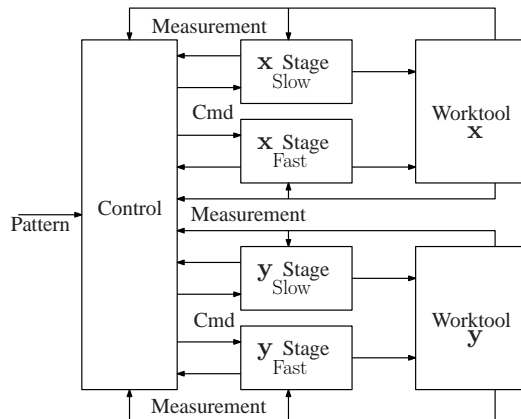 Measurement
x Stage
Slow
Cmd
x Stage
Fast
Worktool
x
Control
Pattern
Measurement
y Stage
Slow
Cmd
y Stage
Fast
Worktool
y
Measurement